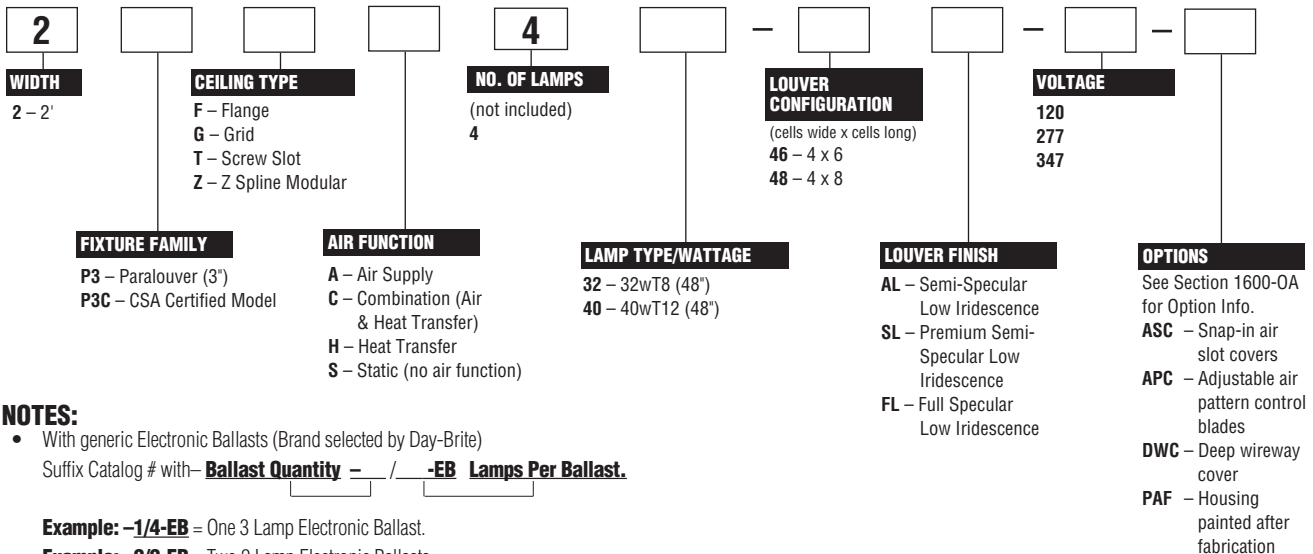 2 4 – – –
WIDTH
2 – 2'
CEILING TYPE
F – Flange
G – Grid
T – Screw Slot
Z – Z Spline Modular
NO. OF LAMPS
(not included)
4
LOUVER
CONFIGURATION
(cells wide x cells long)
46 – 4 x 6
48 – 4 x 8
VOLTAGE
120
277
347
FIXTURE FAMILY
P3 – Paralouver (3")
P3C – CSA Certified Model
AIR FUNCTION
A – Air Supply
C – Combination (Air
& Heat Transfer)
H – Heat Transfer
S – Static (no air function)
LAMP TYPE/WATTAGE
32 – 32wT8 (48")
40 – 40wT12 (48")
LOUVER FINISH
AL – Semi-Specular
Low Iridescence
SL – Premium Semi-
Specular Low
Iridescence
FL – Full Specular
Low Iridescence
OPTIONS
See Section 1600-OA
for Option Info.
ASC – Snap-in air
slot covers
APC – Adjustable air
pattern control
blades
DWC – Deep wireway
cover
PAF – Housing
painted after
fabrication
NOTES:
• With generic Electronic Ballasts (Brand selected by Day-Brite)
Suffix Catalog # with– Ballast Quantity –___/___-EB Lamps Per Ballast.
Example: –1/4-EB = One 3 Lamp Electronic Ballast.